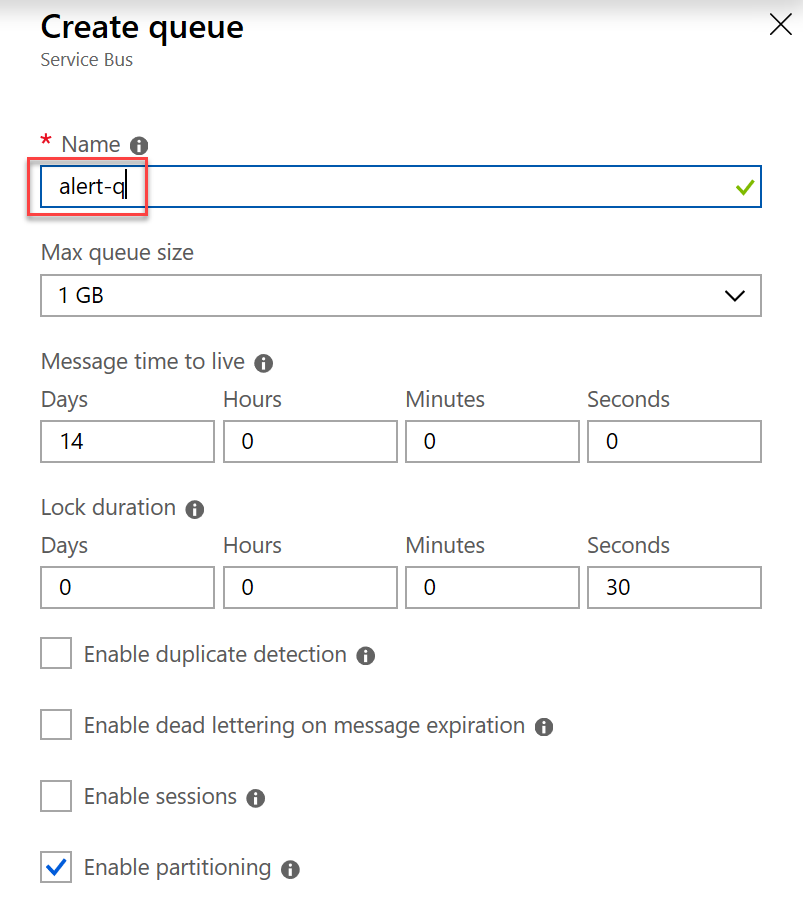 Create queue
Service Bus
* Name
alert-q
Max queue size
1 GB
Message time to live
Days Hours Minutes Seconds
14 0 0 0
Lock duration
Days Hours Minutes Seconds
0 0 0 30
Enable duplicate detection
Enable dead lettering on message expiration
Enable sessions
Enable partitioning